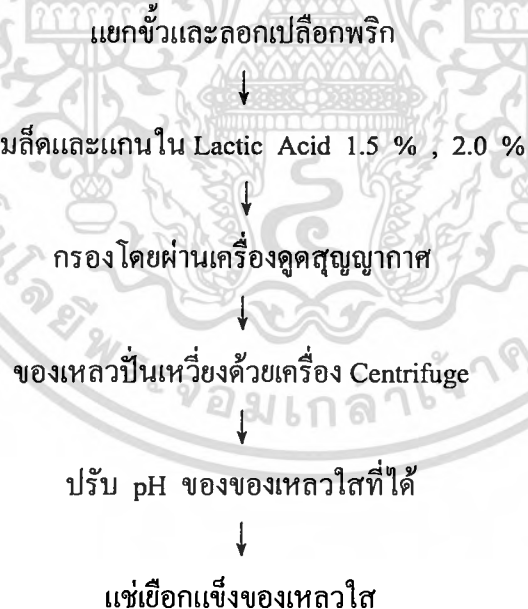 แยกขั้วและลอกเปลือกพริก
↓
มล็ดและแกนใน Lactic Acid 1.5 % , 2.0 %
↓
กรองโดยผ่านเครื่องดูดสุญญากาศ
↓
ของเหลวปั่นเหวี่ยงด้วยเครื่อง Centrifuge
↓
ปรับ pH ของของเหลวใสที่ได้
↓
แช่เยือกแข็งของเหลวใส